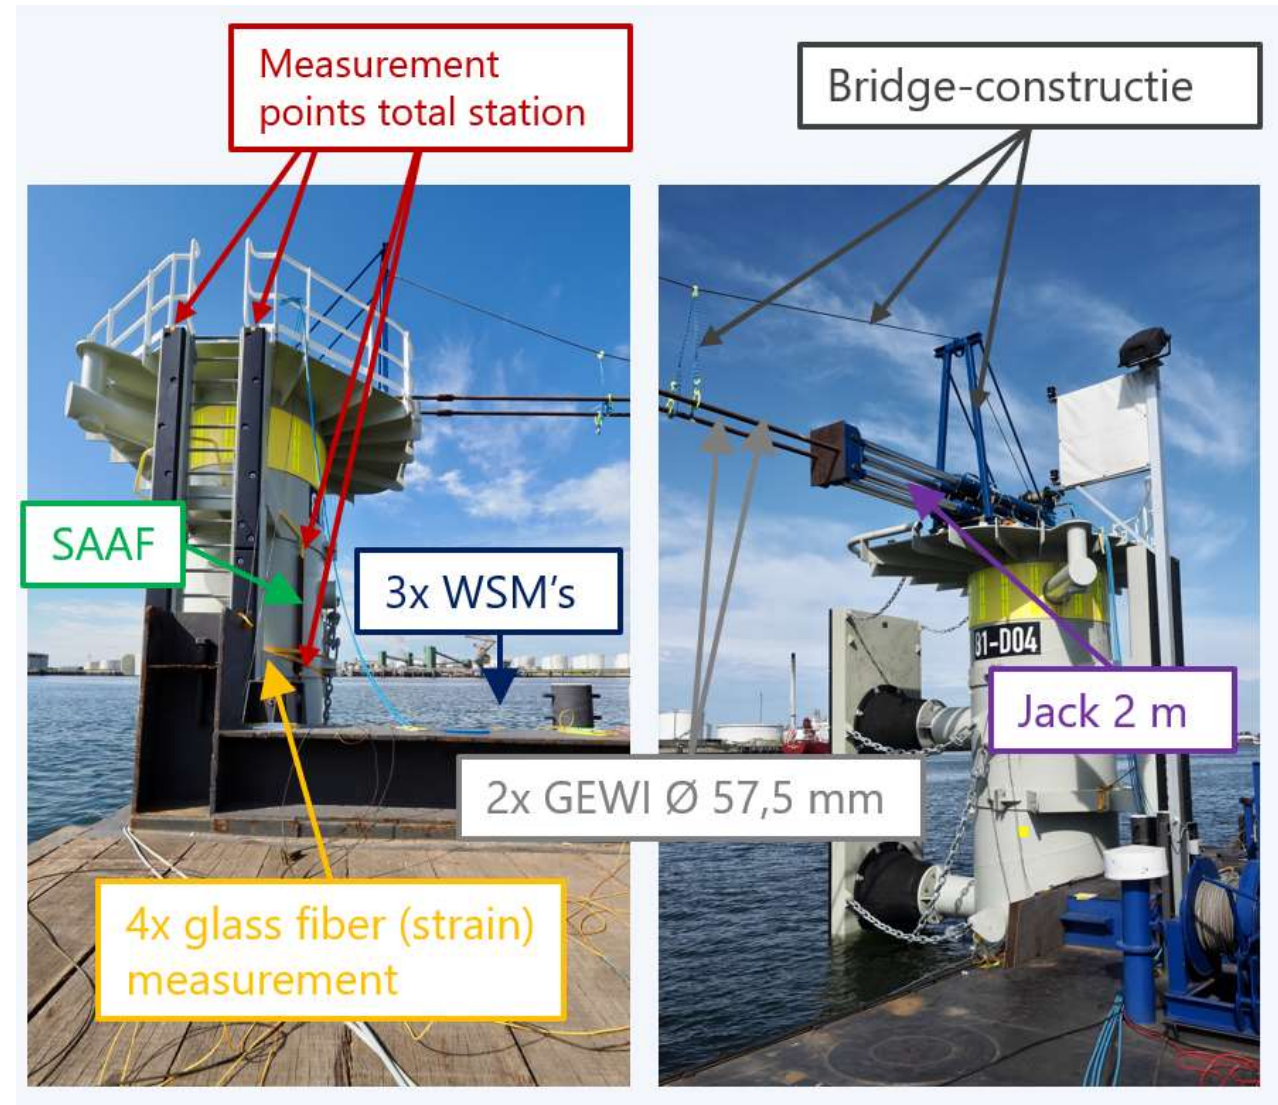 Measurement
points total station
Bridge-constructie
SAAF
3x WSM's
B1-D04
Jack 2 m
2x GEWI Ø 57,5 mm
4x glass fiber (strain)
measurement